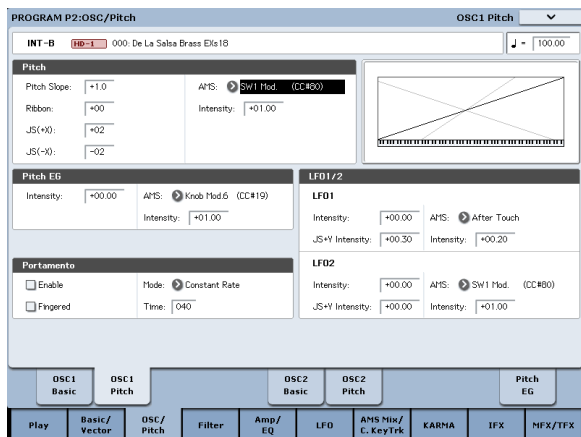 PROGRAM P2:OSC/Pitch OSC1 Pitch
INT-B HD-1 000: De La Salsa Brass EXs18 ♩ = 100.00
Pitch
Pitch Slope: +1.0 AMS: SW1 Mod. (CC#80)
Ribbon: +00 Intensity: +01.00
JS(+X): +02
JS(-X): -02
Pitch EG
Intensity: +00.00 AMS: Knob Mod.6 (CC#19)
Intensity: +01.00
Portamento
Enable Mode: Constant Rate
Fingered Time: 040
LFO1/2
LFO1
Intensity: +00.00 AMS: After Touch
JS+Y Intensity: +00.30 Intensity: +00.20
LFO2
Intensity: +00.00 AMS: SW1 Mod. (CC#80)
JS+Y Intensity: +00.00 Intensity: +01.00
OSC1 Basic
OSC1 Pitch
OSC2 Basic
OSC2 Pitch
Pitch EG
Play
Basic/ Vector
OSC/ Pitch
Filter
Amp/ EQ
LFO
AMS Mix/ C.KeyTrk
KARMA
IFX
MFX/TFX